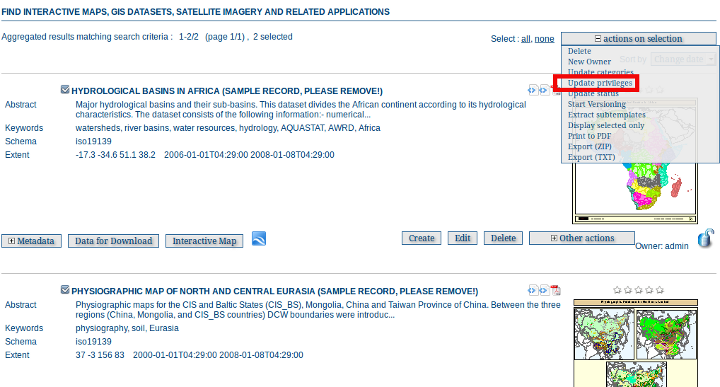 FIND INTERACTIVE MAPS, GIS DATASETS, SATELLITE IMAGERY AND RELATED APPLICATIONS
Aggregated results matching search criteria : 1-2/2 (page 1/1) , 2 selected
Select : all, none
actions on selection
Sort by Change date
Delete
New Owner
Update categories
Update privileges
Update status
Start Versioning
Extract subtemplates
Display selected only
Print to PDF
Export (ZIP)
Export (TXT)
HYDROLOGICAL BASINS IN AFRICA (SAMPLE RECORD, PLEASE REMOVE!)
Abstract Major hydrological basins and their sub-basins. This dataset divides the African continent according to its hydrological
characteristics. The dataset consists of the following information:- numerical...
Keywords watersheds, river basins, water resources, hydrology, AQUASTAT, AWRD, Africa
Schema iso19139
Extent -17.3 -34.6 51.1 38.2 2006-01-01T04:29:00 2008-01-08T04:29:00
Metadata Data for Download Interactive Map Create Edit Delete Other actions
Owner: admin
PHYSIOGRAPHIC MAP OF NORTH AND CENTRAL EURASIA (SAMPLE RECORD, PLEASE REMOVE!)
Abstract Physiographic maps for the CIS and Baltic States (CIS_BS), Mongolia, China and Taiwan Province of China. Between the three
regions (China, Mongolia, and CIS_BS countries) DCW boundaries were introduc...
Keywords physiography, soil, Eurasia
Schema iso19139
Extent 37 -3 156 83 2000-01-01T04:29:00 2008-01-08T04:29:00